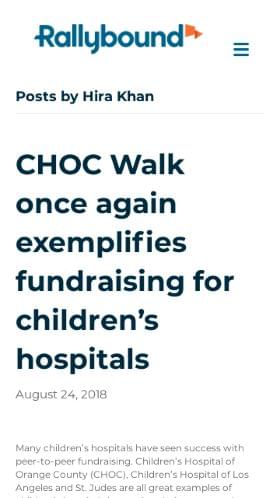 Rallybound
Posts by Hira Khan
CHOC Walk
once again
exemplifies
fundraising for
children’s
hospitals
August 24, 2018
Many children’s hospitals have seen success with
peer-to-peer fundraising. Children’s Hospital of
Orange County (CHOC), Children’s Hospital of Los
Angeles and St. Judes are all great examples of